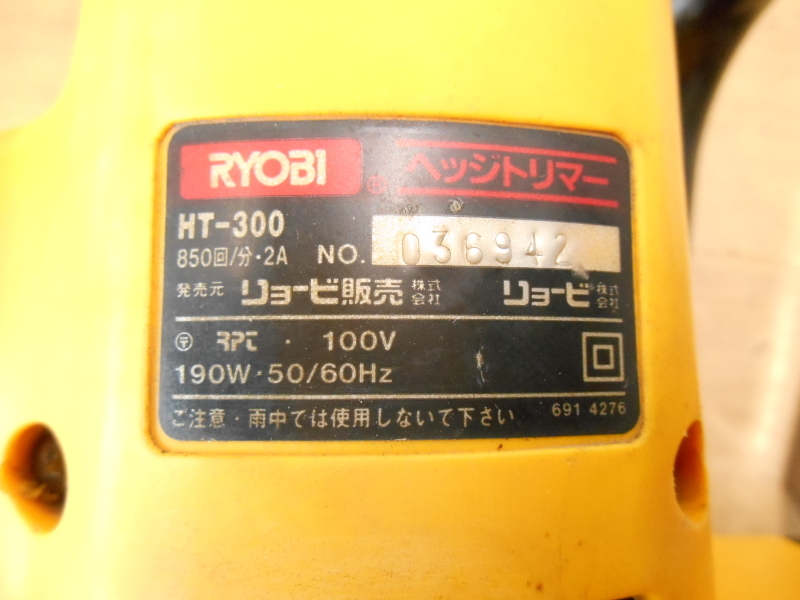 RYOBI ヘッジトリマー
HT-300
850回/分・2A NO. 036942
発売元 リョービ販売株式会社 リョービ株式会社
〒 RPT ・ 100V
190W・50/60Hz
ご注意・雨中では使用しないで下さい 691 4276